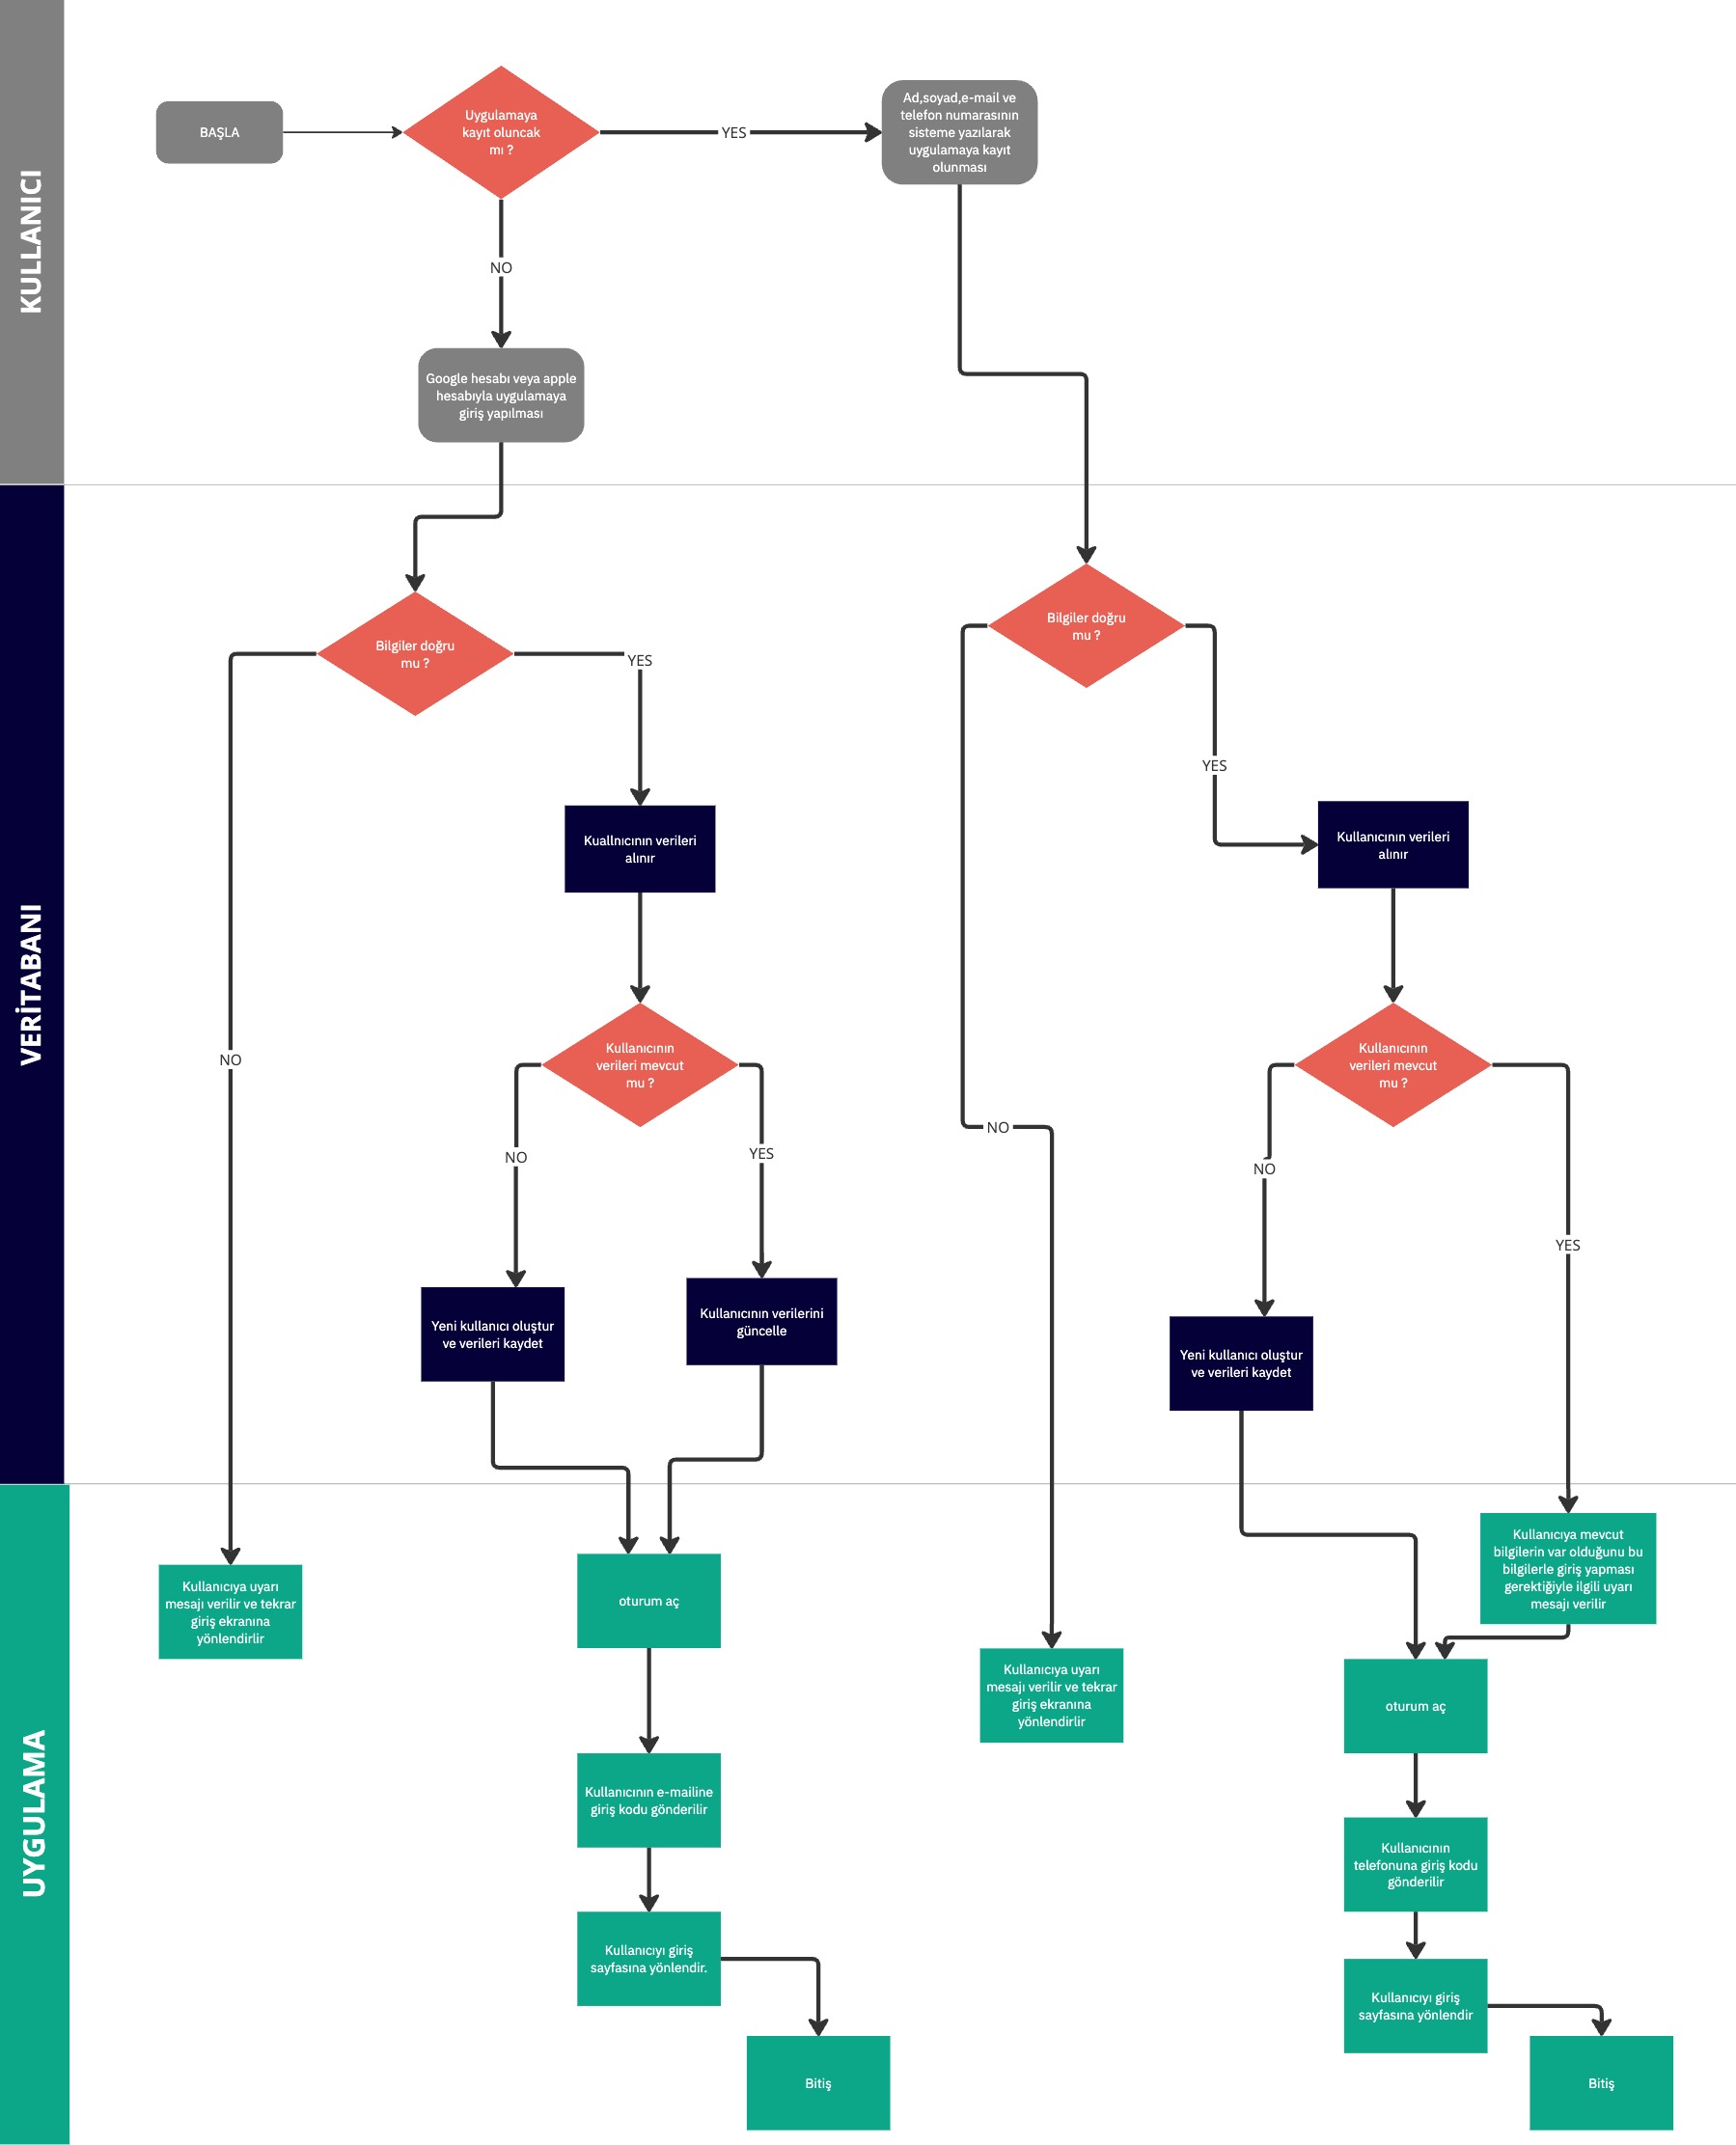 KULLANICI
BAŞLA
Uygulamaya
kayıt oluncak
mı ?
YES
Ad,soyad,e-mail ve
telefon numarasının
sisteme yazılarak
uygulamaya kayıt
olunması
NO
Google hesabı veya apple
hesabıyla uygulamaya
giriş yapılması
VERİTABANI
Bilgiler doğru
mu ?
YES
NO
Kuallnıcının verileri
alınır
Kullanıcının
verileri mevcut
mu ?
NO
YES
Yeni kullanıcı oluştur
ve verileri kaydet
Kullanıcının verilerini
güncelle
Bilgiler doğru
mu ?
YES
NO
Kullanıcının verileri
alınır
Kullanıcının
verileri mevcut
mu ?
NO
YES
Yeni kullanıcı oluştur
ve verileri kaydet
UYGULAMA
Kullanıcıya uyarı
mesajı verilir ve tekrar
giriş ekranına
yönlendirlir
oturum aç
Kullanıcının e-mailine
giriş kodu gönderilir
Kullanıcıyı giriş
sayfasına yönlendir.
Bitiş
Kullanıcıya uyarı
mesajı verilir ve tekrar
giriş ekranına
yönlendirlir
Kullanıcıya mevcut
bilgilerin var olduğunu bu
bilgilerle giriş yapması
gerektiğiyle ilgili uyarı
mesajı verilir
oturum aç
Kullanıcının
telefonuna giriş kodu
gönderilir
Kullanıcıyı giriş
sayfasına yönlendir
Bitiş